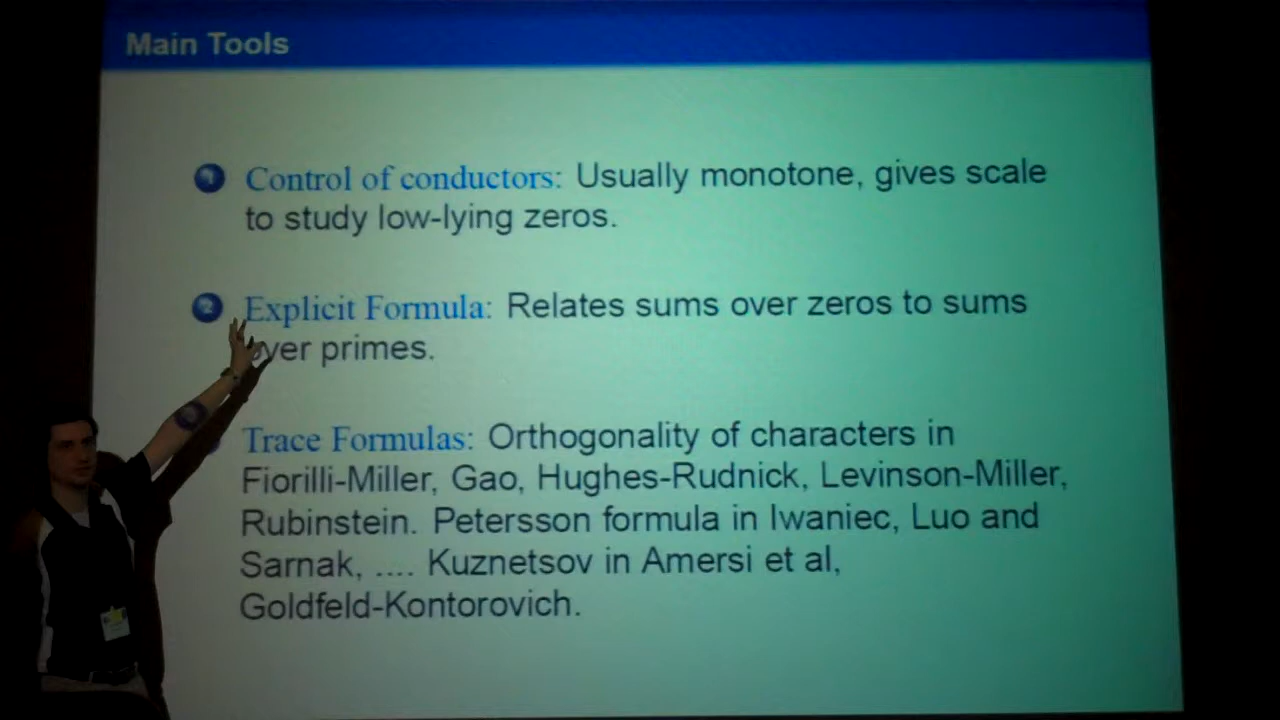 Main Tools
1 Control of conductors: Usually monotone, gives scale
to study low-lying zeros.
2 Explicit Formula: Relates sums over zeros to sums
over primes.
Trace Formulas: Orthogonality of characters in
Fiorilli-Miller, Gao, Hughes-Rudnick, Levinson-Miller,
Rubinstein. Petersson formula in Iwaniec, Luo and
Sarnak, .... Kuznetsov in Amersi et al,
Goldfeld-Kontorovich.